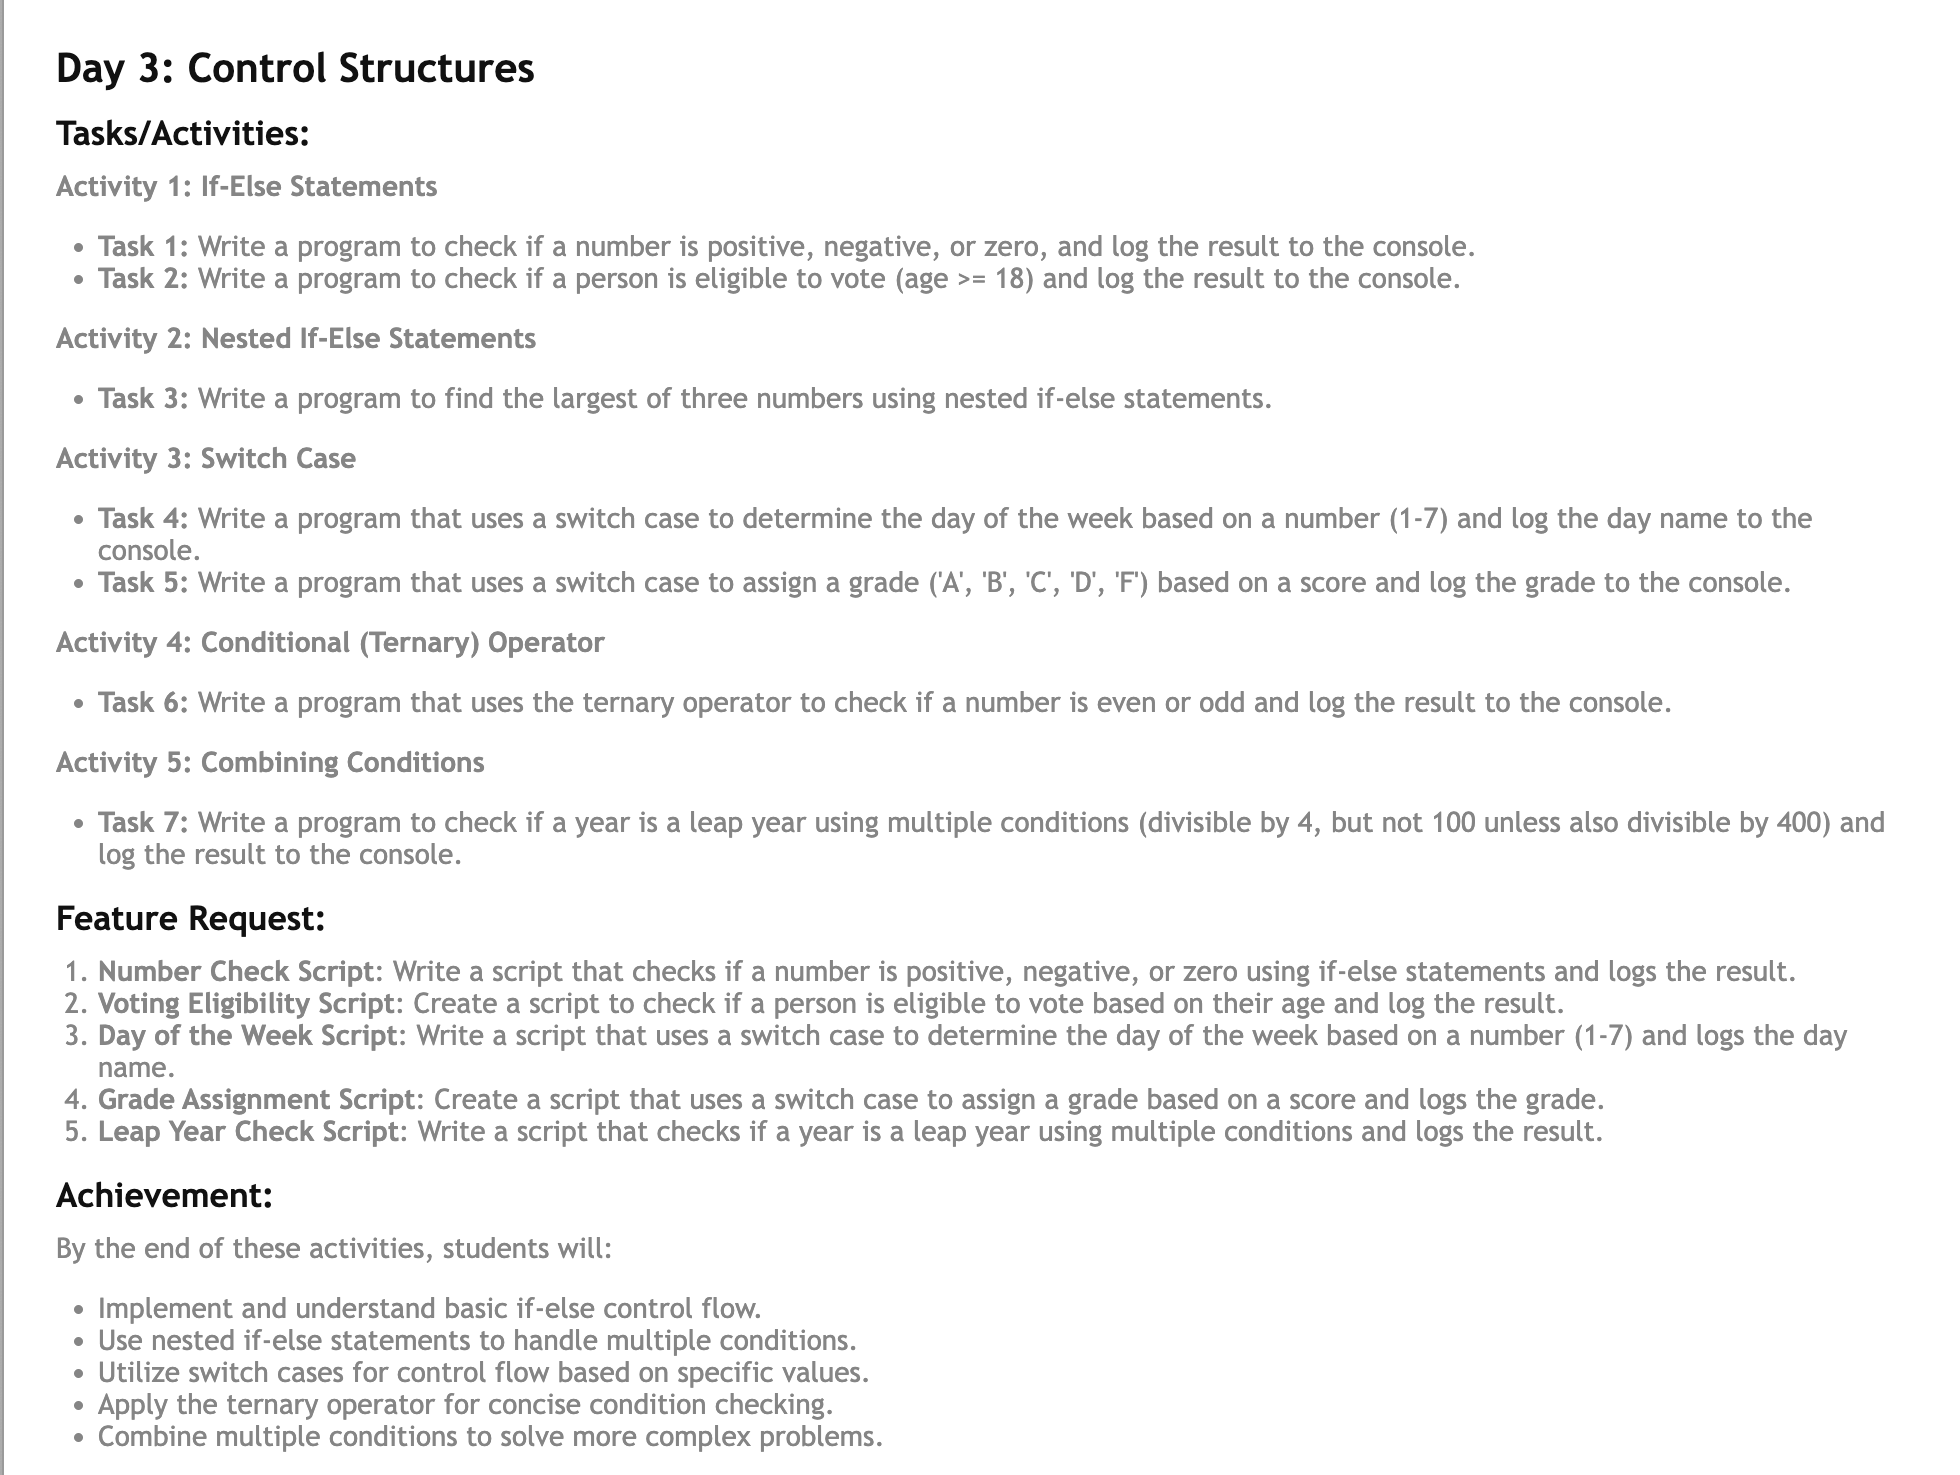 Day 3: Control Structures
Tasks/Activities:
Activity 1: If-Else Statements
• Task 1: Write a program to check if a number is positive, negative, or zero, and log the result to the console.
• Task 2: Write a program to check if a person is eligible to vote (age >= 18) and log the result to the console.
Activity 2: Nested If-Else Statements
• Task 3: Write a program to find the largest of three numbers using nested if-else statements.
Activity 3: Switch Case
• Task 4: Write a program that uses a switch case to determine the day of the week based on a number (1-7) and log the day name to the
console.
• Task 5: Write a program that uses a switch case to assign a grade ('A', 'B', 'C', 'D', 'F') based on a score and log the grade to the console.
Activity 4: Conditional (Ternary) Operator
• Task 6: Write a program that uses the ternary operator to check if a number is even or odd and log the result to the console.
Activity 5: Combining Conditions
• Task 7: Write a program to check if a year is a leap year using multiple conditions (divisible by 4, but not 100 unless also divisible by 400) and
log the result to the console.
Feature Request:
1. Number Check Script: Write a script that checks if a number is positive, negative, or zero using if-else statements and logs the result.
2. Voting Eligibility Script: Create a script to check if a person is eligible to vote based on their age and log the result.
3. Day of the Week Script: Write a script that uses a switch case to determine the day of the week based on a number (1-7) and logs the day
name.
4. Grade Assignment Script: Create a script that uses a switch case to assign a grade based on a score and logs the grade.
5. Leap Year Check Script: Write a script that checks if a year is a leap year using multiple conditions and logs the result.
Achievement:
By the end of these activities, students will:
• Implement and understand basic if-else control flow.
• Use nested if-else statements to handle multiple conditions.
• Utilize switch cases for control flow based on specific values.
• Apply the ternary operator for concise condition checking.
• Combine multiple conditions to solve more complex problems.